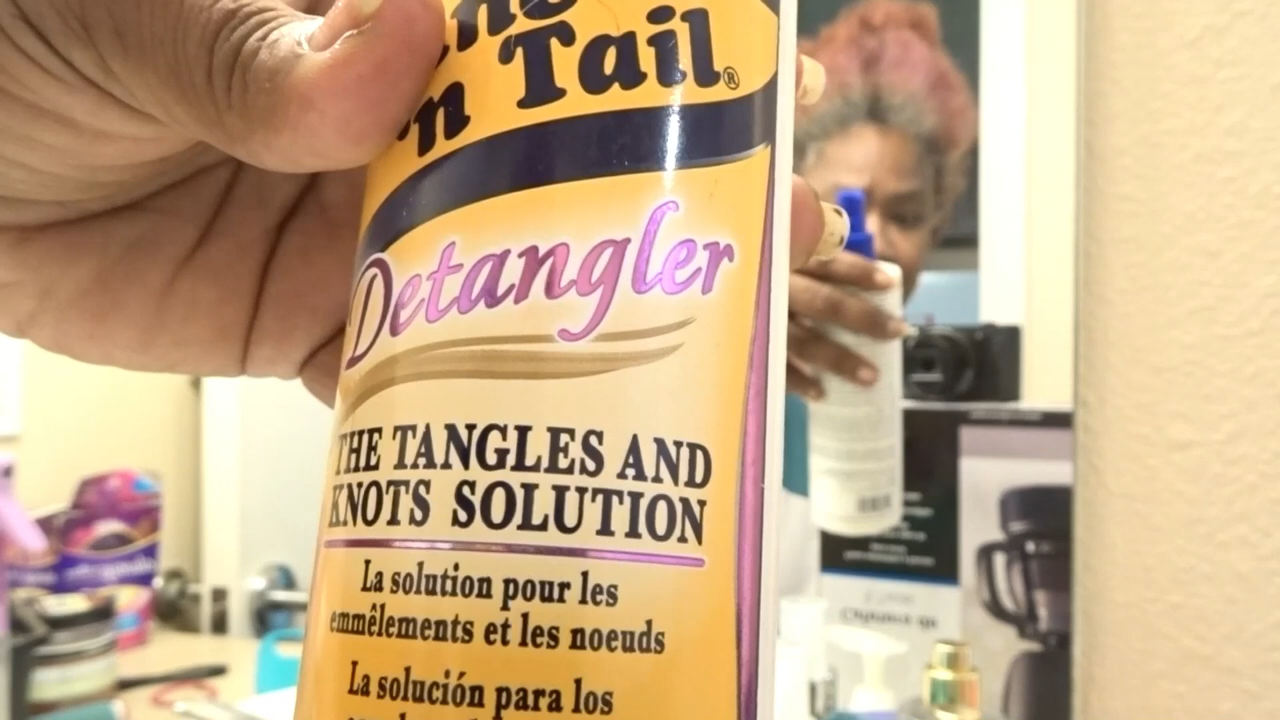 'n Tail®
Detangler
THE TANGLES AND
KNOTS SOLUTION
La solution pour les
emmêlements et les noeuds
La solución para los